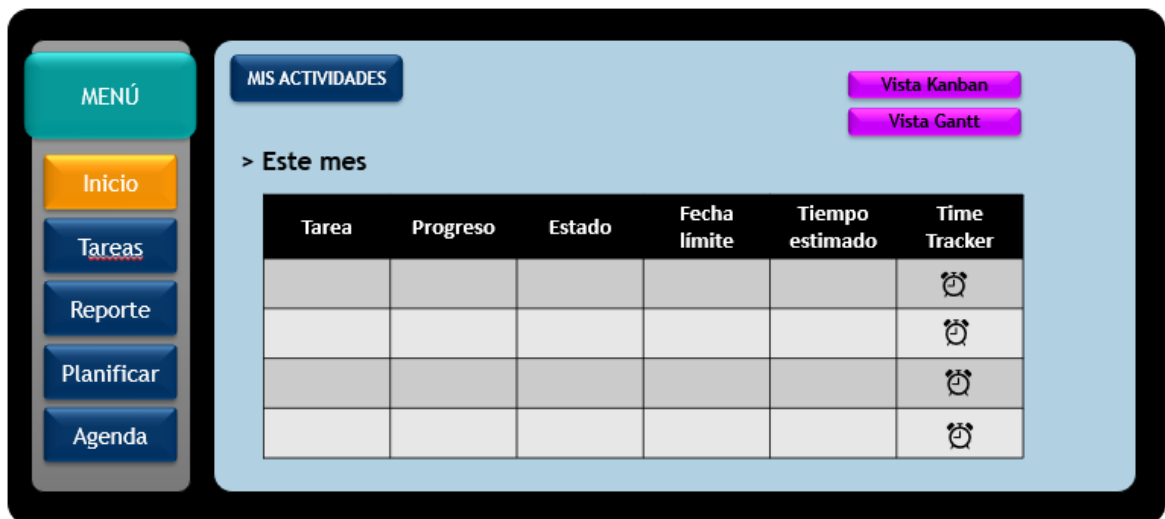 MENÚ
Inicio
Tareas
Reporte
Planificar
Agenda
MIS ACTIVIDADES
Vista Kanban
Vista Gantt
> Este mes
Tarea Progreso Estado Fecha límite Tiempo estimado Time Tracker